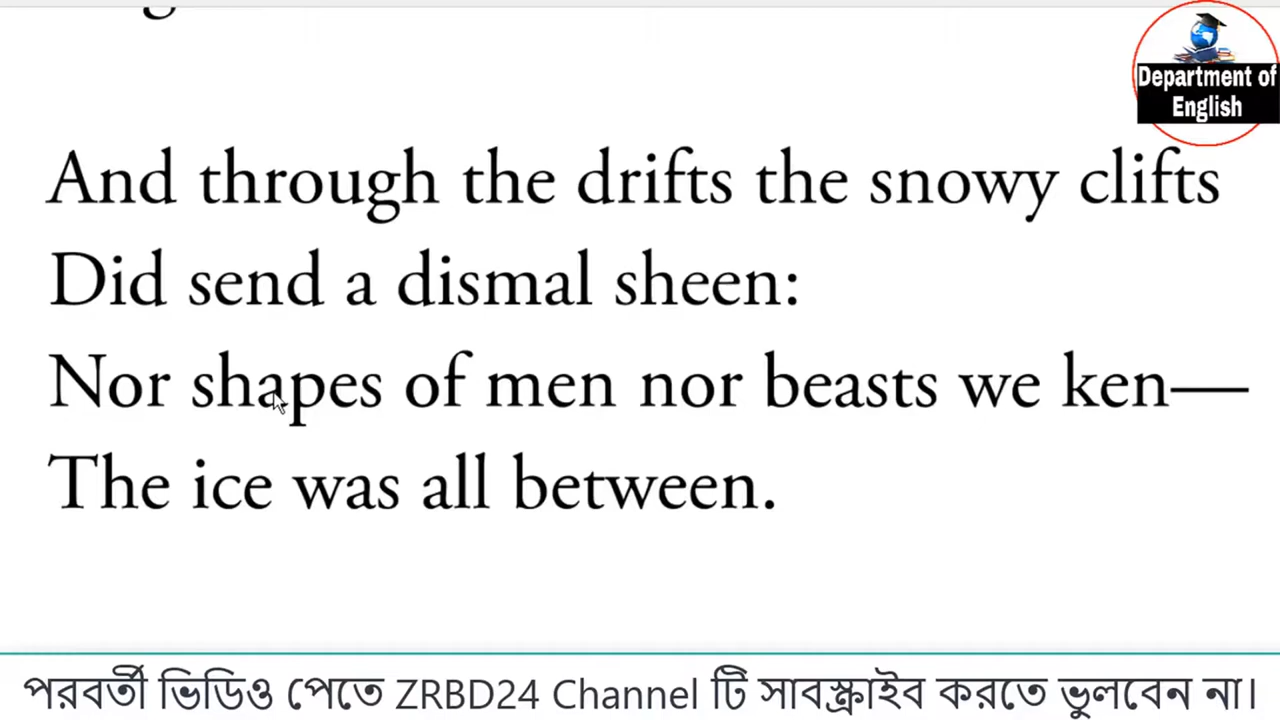 Department of
English
And through the drifts the snowy clifts
Did send a dismal sheen:
Nor shapes of men nor beasts we ken—
The ice was all between.
পরবর্তী ভিডিও পেতে ZRBD24 Channel টি সাবস্ক্রাইব করতে ভুলবেন না।